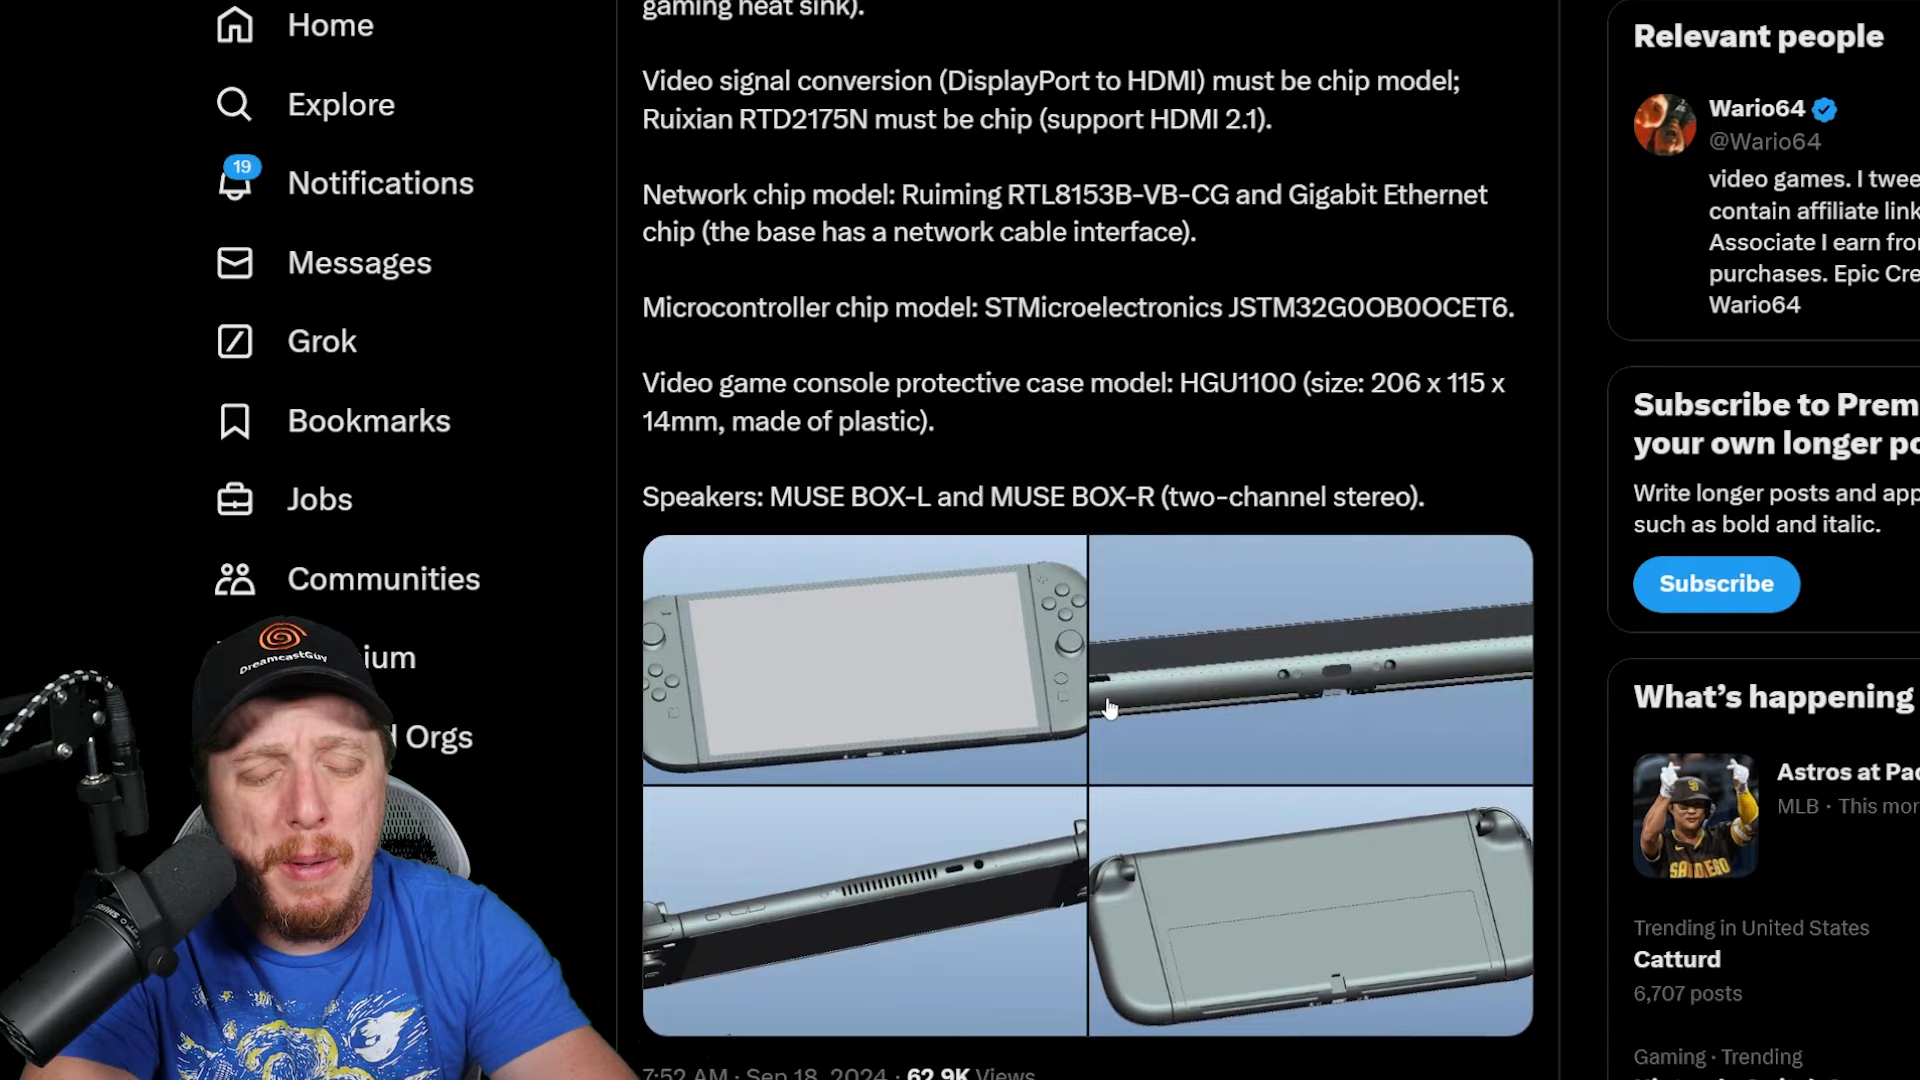 Home
Explore
19
Notifications
Messages
Grok
Bookmarks
Jobs
Communities
ium
d Orgs
DreamcastGuy
SHURE
gaming heat sink).
Video signal conversion (DisplayPort to HDMI) must be chip model;
Ruixian RTD2175N must be chip (support HDMI 2.1).
Network chip model: Ruiming RTL8153B-VB-CG and Gigabit Ethernet
chip (the base has a network cable interface).
Microcontroller chip model: STMicroelectronics JSTM32G0OB0OCET6.
Video game console protective case model: HGU1100 (size: 206 x 115 x
14mm, made of plastic).
Speakers: MUSE BOX-L and MUSE BOX-R (two-channel stereo).
7:52 AM · Sep 18, 2024 · 62.9K Views
Relevant people
Wario64
@Wario64
video games. I twee
contain affiliate link
Associate I earn fro
purchases. Epic Cre
Wario64
Subscribe to Prem
your own longer po
Write longer posts and app
such as bold and italic.
Subscribe
What's happening
SAN DIEGO
Astros at Pad
MLB · This mor
Trending in United States
Catturd
6,707 posts
Gaming · Trending